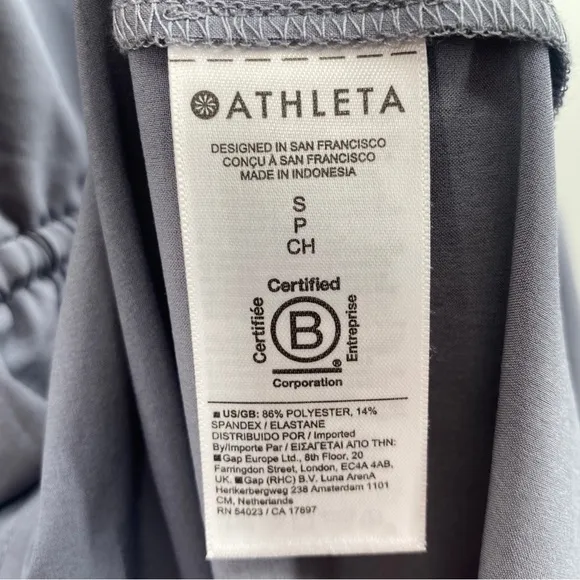 ATHLETA
DESIGNED IN SAN FRANCISCO
CONÇU À SAN FRANCISCO
MADE IN INDONESIA
S
P
CH
Certified
Certifiée
B
Entreprise
®
Corporation
US/GB: 86% POLYESTER, 14%
SPANDEX / ELASTANE
DISTRIBUIDO POR / Imported
By/Importe Par / ΕΙΣΑΓΕΤΑΙ ΑΠΟ ΤΗΝ:
Gap Europe Ltd., 8th Floor, 20
Farringdon Street, London, EC4A 4AB,
UK. Gap (RHC) B.V. Luna ArenA
Herikerbergweg 238 Amsterdam 1101
CM, Netherlands
RN 54023 / CA 17897